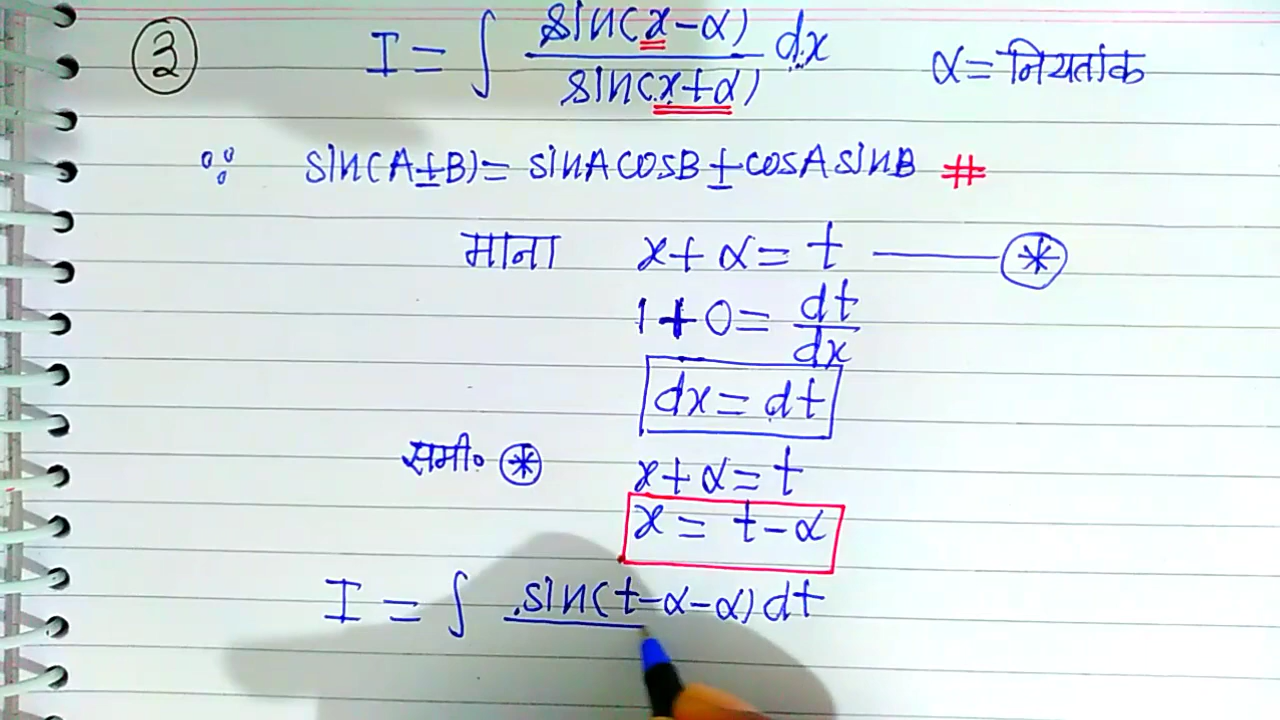 ③ I = ∫ sin(x-α)/sin(x+α) dx α = नियतांक
∵ sin(A±B) = sinA cosB ± cosA sinB #
माना x + α = t —— ⊛
1 + 0 = dt/dx
dx = dt
समी० ⊛ x + α = t
x = t - α
I = ∫ sin(t-α-α) dt